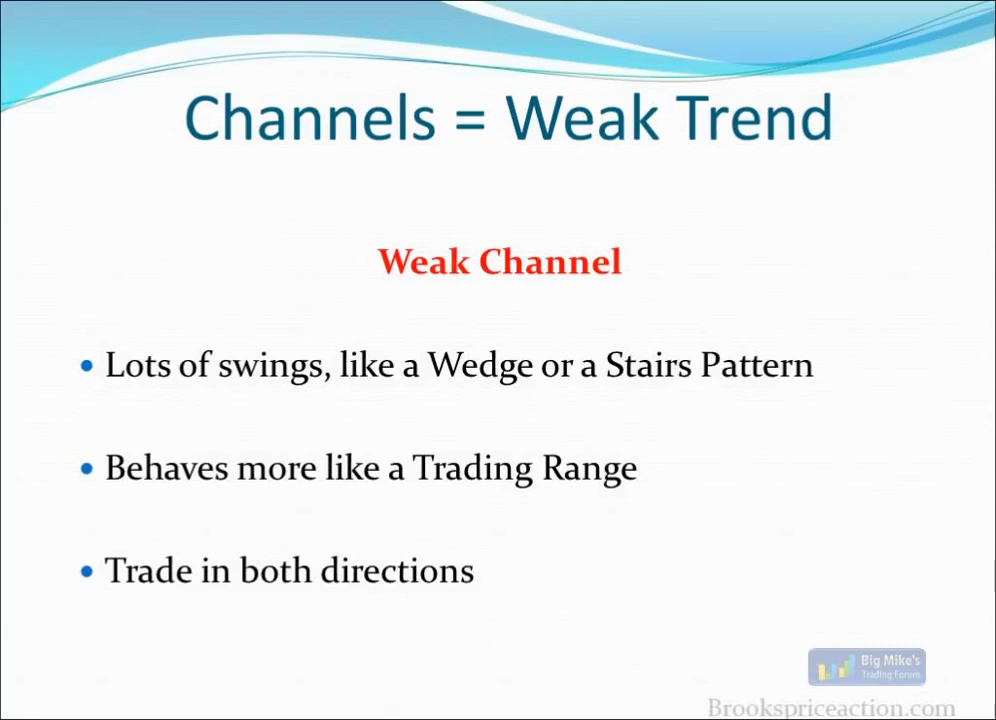 Channels = Weak Trend
Weak Channel
• Lots of swings, like a Wedge or a Stairs Pattern
• Behaves more like a Trading Range
• Trade in both directions
Big Mike's
Trading Forum
Brookspriceaction.com